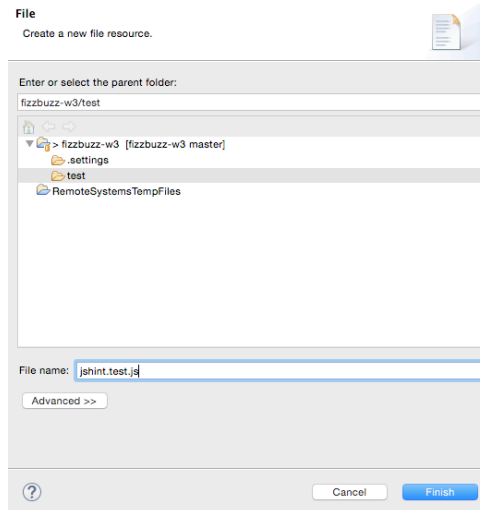 File
Create a new file resource.
Enter or select the parent folder:
fizzbuzz-w3/test
> fizzbuzz-w3 [fizzbuzz-w3 master]
.settings
test
RemoteSystemsTempFiles
File name: jshint.test.js
Advanced >>
? Cancel Finish